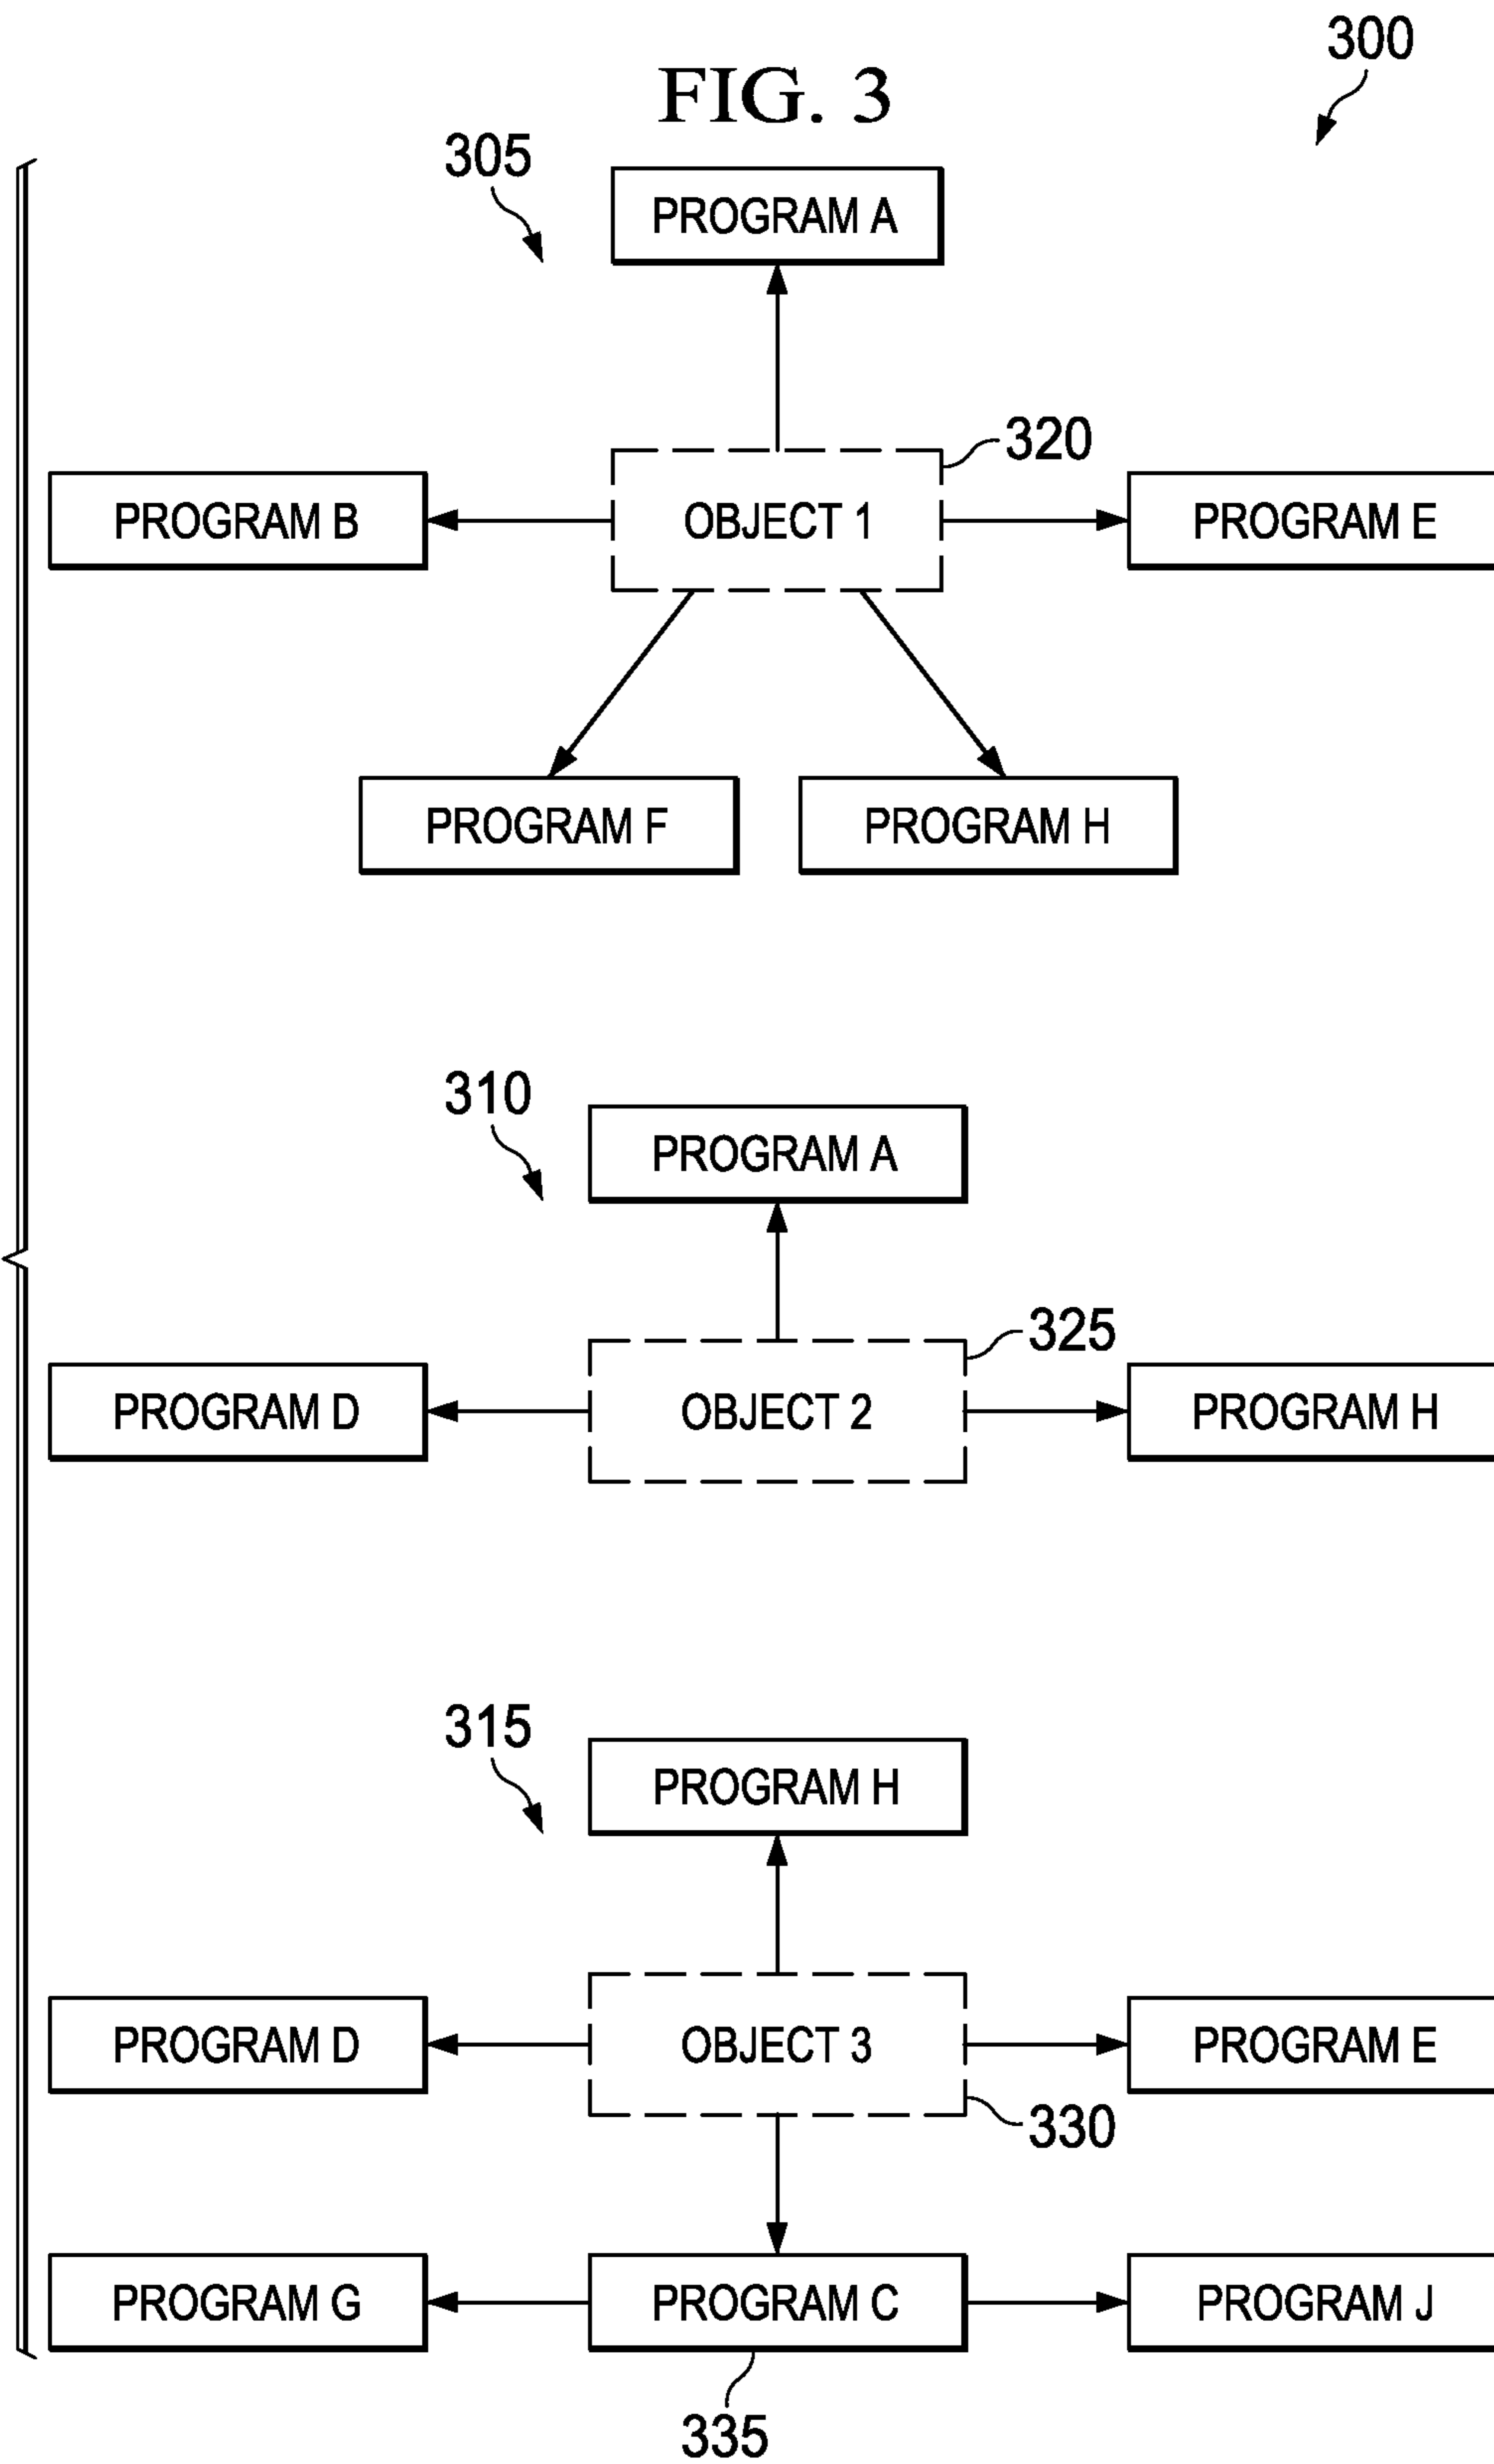 300
FIG. 3
305
PROGRAM A
320
PROGRAM B
OBJECT 1
PROGRAM E
PROGRAM F
PROGRAM H
310
PROGRAM A
325
PROGRAM D
OBJECT 2
PROGRAM H
315
PROGRAM H
PROGRAM D
OBJECT 3
PROGRAM E
330
PROGRAM G
PROGRAM C
PROGRAM J
335